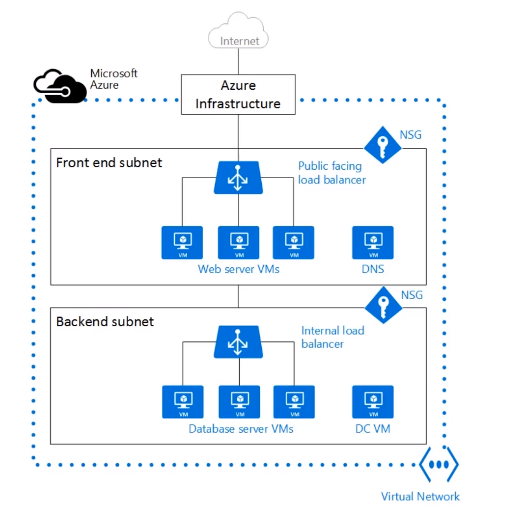 Internet
Microsoft
Azure
Azure
Infrastructure
NSG
Front end subnet
Public facing
load balancer
VM
VM
VM
VM
Web server VMs
DNS
NSG
Backend subnet
Internal load
balancer
VM
VM
VM
VM
Database server VMs
DC VM
Virtual Network